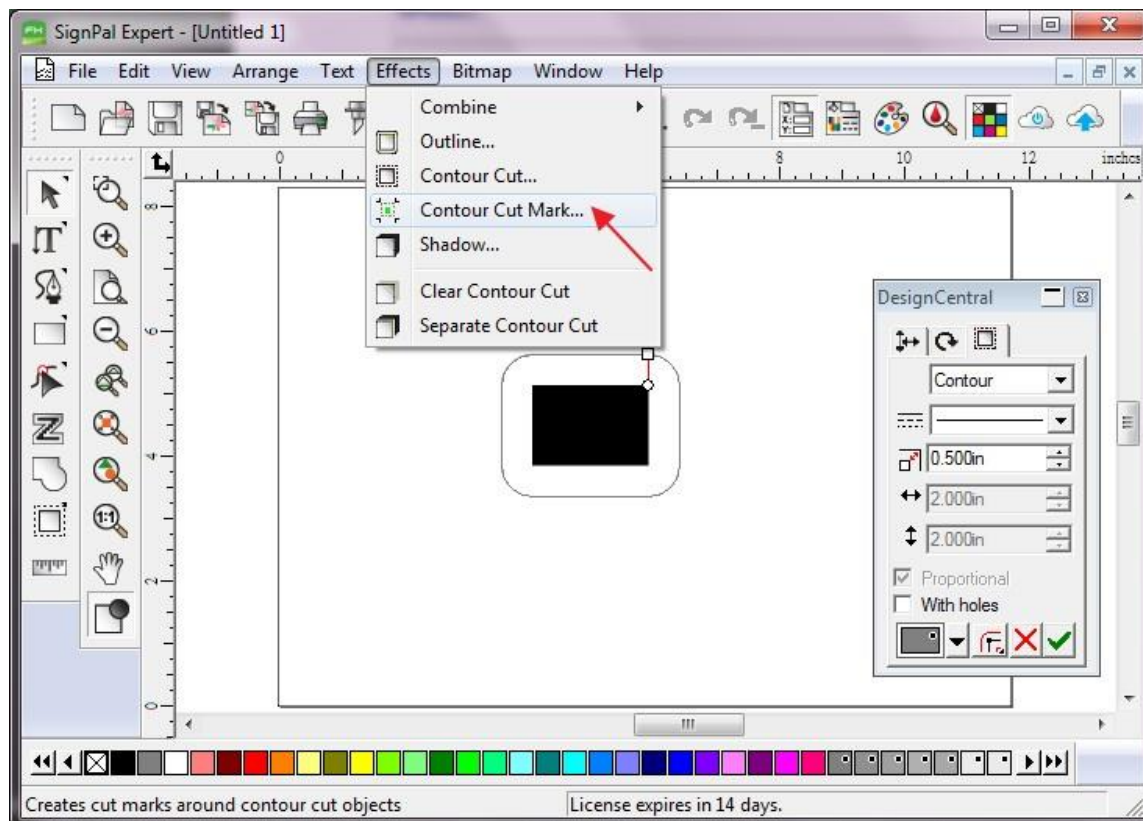 SignPal Expert - [Untitled 1]
File Edit View Arrange Text Effects Bitmap Window Help
Combine
Outline...
Contour Cut...
Contour Cut Mark...
Shadow...
Clear Contour Cut
Separate Contour Cut
0 8 10 12 inches
8
6
4
2
0
DesignCentral
Contour
0.500in
2.000in
2.000in
Proportional
With holes
1:1
Creates cut marks around contour cut objects
License expires in 14 days.